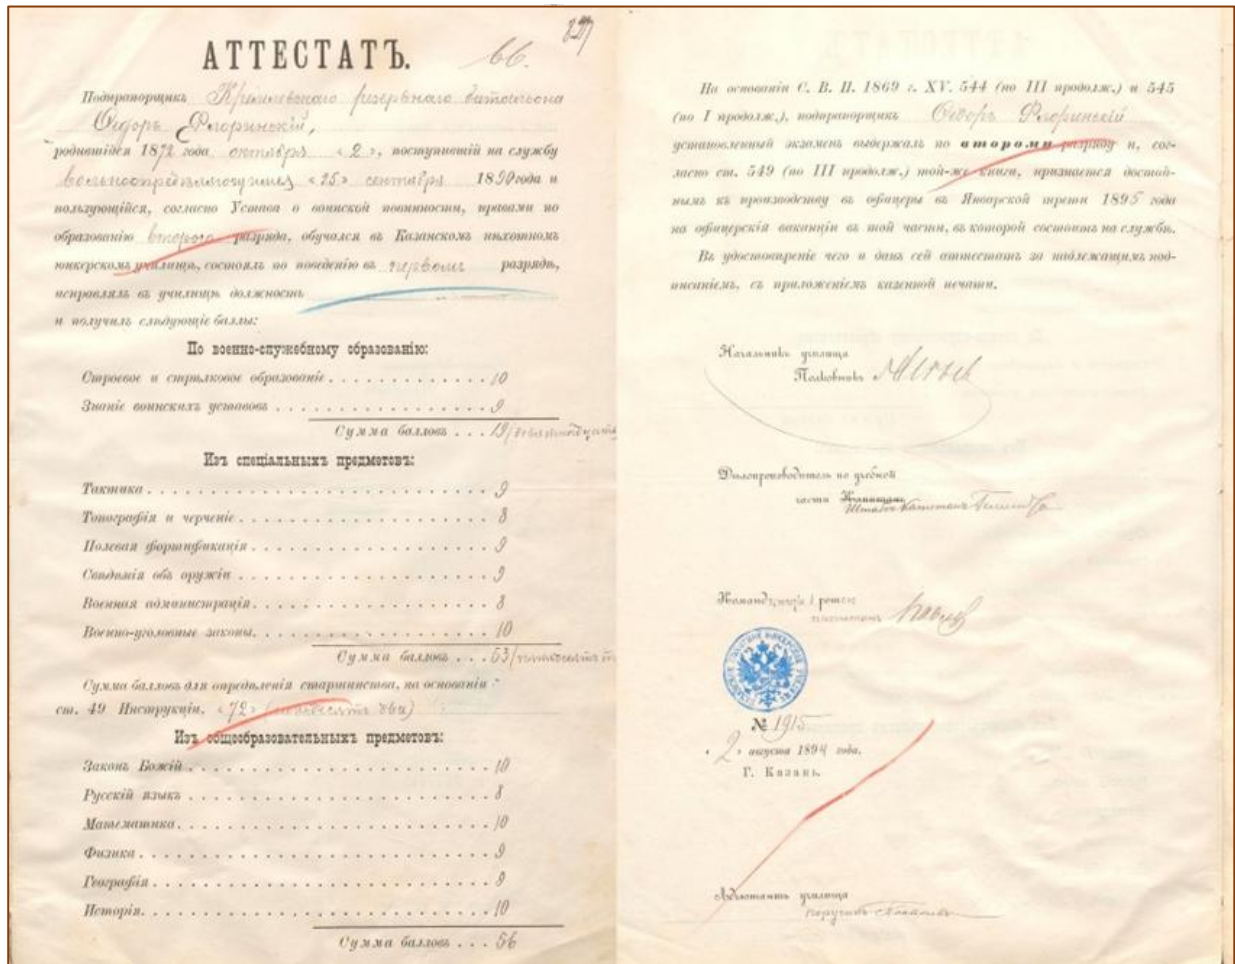 АТТЕСТАТЪ.
66.
Подпрапорщикъ резервнаго баталіона
Ѳедоръ Флоринскій,
родившійся 1872 года октября «2», поступившій на службу
вольноопредѣляющимся «25» сентября 1890 года и
пользующійся, согласно Устава о воинской повинности, правами по
образованію второго разряда, обучался въ Казанскомъ пѣхотномъ
юнкерскомъ училищѣ, состоялъ по поведенію въ первомъ разрядѣ,
исправлялъ въ училищѣ должность
и получилъ слѣдующіе баллы:
По военно-служебному образованію:
Строевое и стрѣлковое образованіе . . . . . . . . . . . . 10
Знаніе воинскихъ уставовъ . . . . . . . . . . . . . . . 9
Сумма балловъ . . . 19 (девятнадцать
Изъ спеціальныхъ предметовъ:
Тактика . . . . . . . . . . . . . . . . . . . . . . . . 9
Топографія и черченіе . . . . . . . . . . . . . . . . . . 8
Полевая фортификація . . . . . . . . . . . . . . . . . 9
Свѣдѣнія объ оружіи . . . . . . . . . . . . . . . . . . 9
Военная администрація . . . . . . . . . . . . . . . . . 8
Военно-уголовные законы . . . . . . . . . . . . . . . . 10
Сумма балловъ . . . 53 (пятьдесятъ т
Сумма балловъ для опредѣленія старшинства, на основаніи
ст. 49 Инструкціи, «72» (семьдесятъ два)
Изъ общеобразовательныхъ предметовъ:
Законъ Божій . . . . . . . . . . . . . . . . . . . . . . 10
Русскій языкъ . . . . . . . . . . . . . . . . . . . . . 8
Математика . . . . . . . . . . . . . . . . . . . . . . . 10
Физика . . . . . . . . . . . . . . . . . . . . . . . . . 9
Географія . . . . . . . . . . . . . . . . . . . . . . . . 9
Исторія . . . . . . . . . . . . . . . . . . . . . . . . . 10
Сумма балловъ . . . 56
На основаніи С. В. П. 1869 г. XV. 544 (по III продолж.) и 545
(по I продолж.), подпрапорщикъ Ѳедоръ Флоринскій
установленный экзаменъ выдержалъ по второму разряду и, сог-
ласно ст. 549 (по III продолж.) той-же книги, признается достой-
нымъ къ производству въ офицеры въ Январской трети 1895 года
на офицерскія ваканціи въ той части, въ которой состоитъ на службѣ.
Въ удостовѣреніе чего и данъ сей аттестатъ за надлежащимъ под-
писаніемъ, съ приложеніемъ казенной печати.
Начальникъ училища
Полковникъ
Дѣлопроизводитель по учебной
части Капитанъ
Штабсъ-Капитанъ
ротою
№ 1915
«2» августа 1894 года.
Г. Казань.
Адъютантъ училища
поручикъ